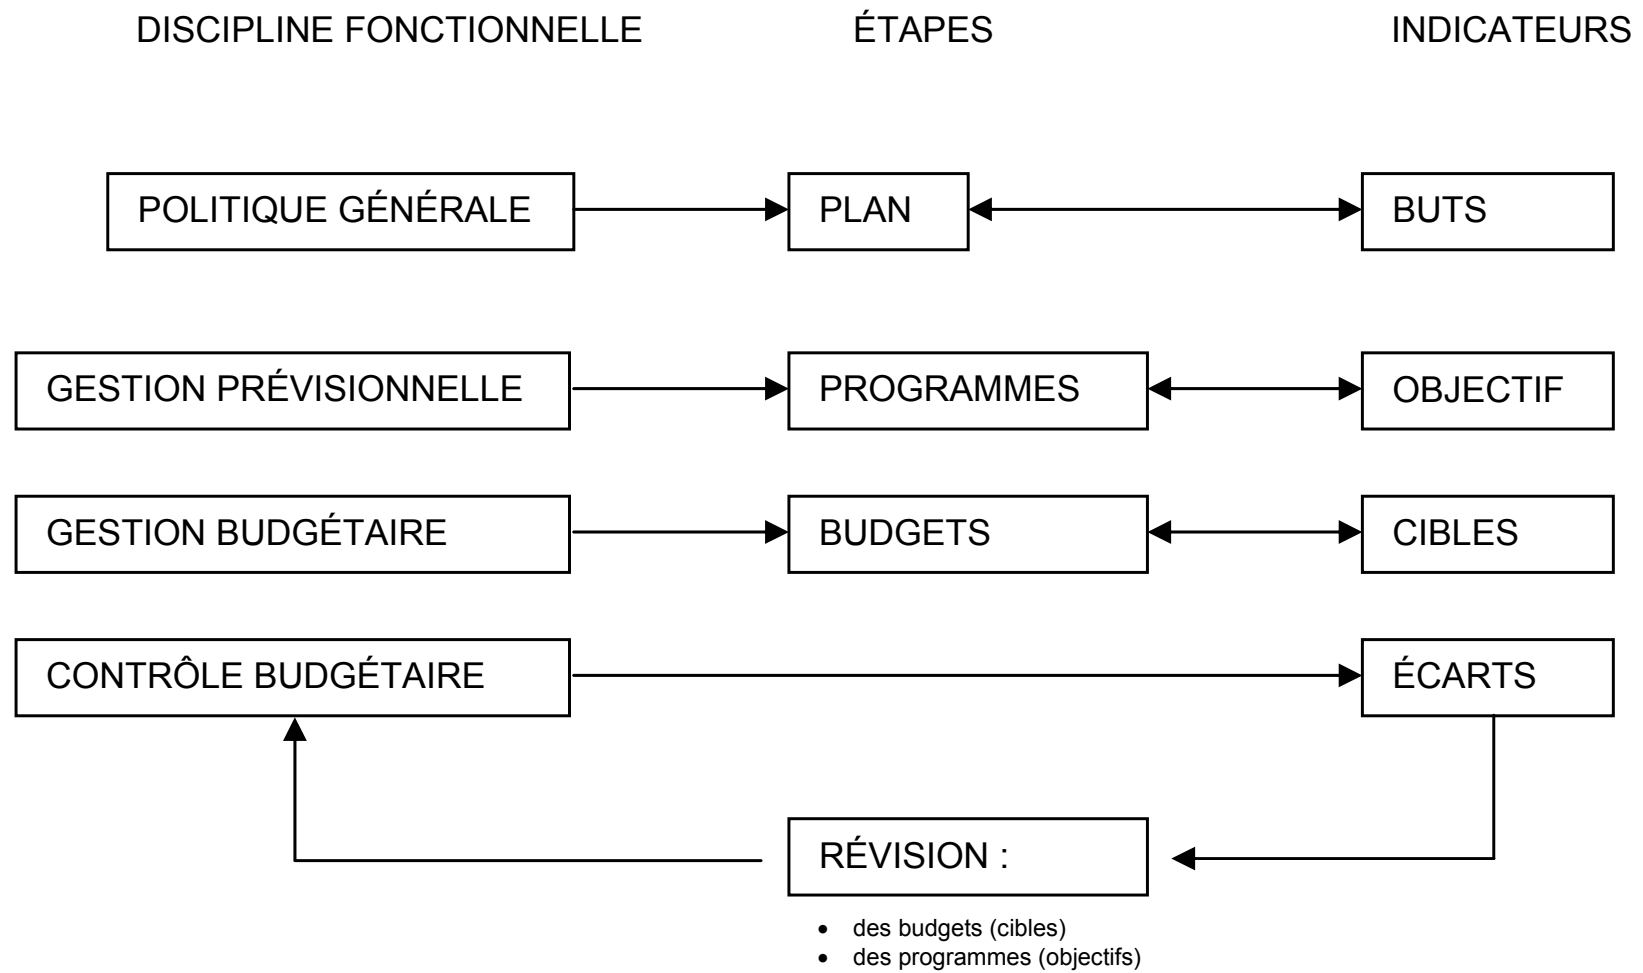 DISCIPLINE FONCTIONNELLE ÉTAPES INDICATEURS
POLITIQUE GÉNÉRALE PLAN BUTS
GESTION PRÉVISIONNELLE PROGRAMMES OBJECTIF
GESTION BUDGÉTAIRE BUDGETS CIBLES
CONTRÔLE BUDGÉTAIRE ÉCARTS
RÉVISION :
• des budgets (cibles)
• des programmes (objectifs)